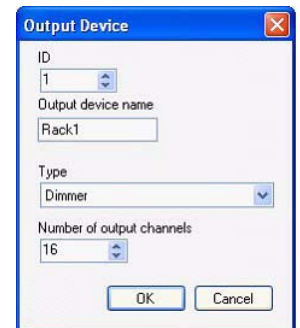 Output Device
ID
1
Output device name
Rack1
Type
Dimmer
Number of output channels
16
OK Cancel